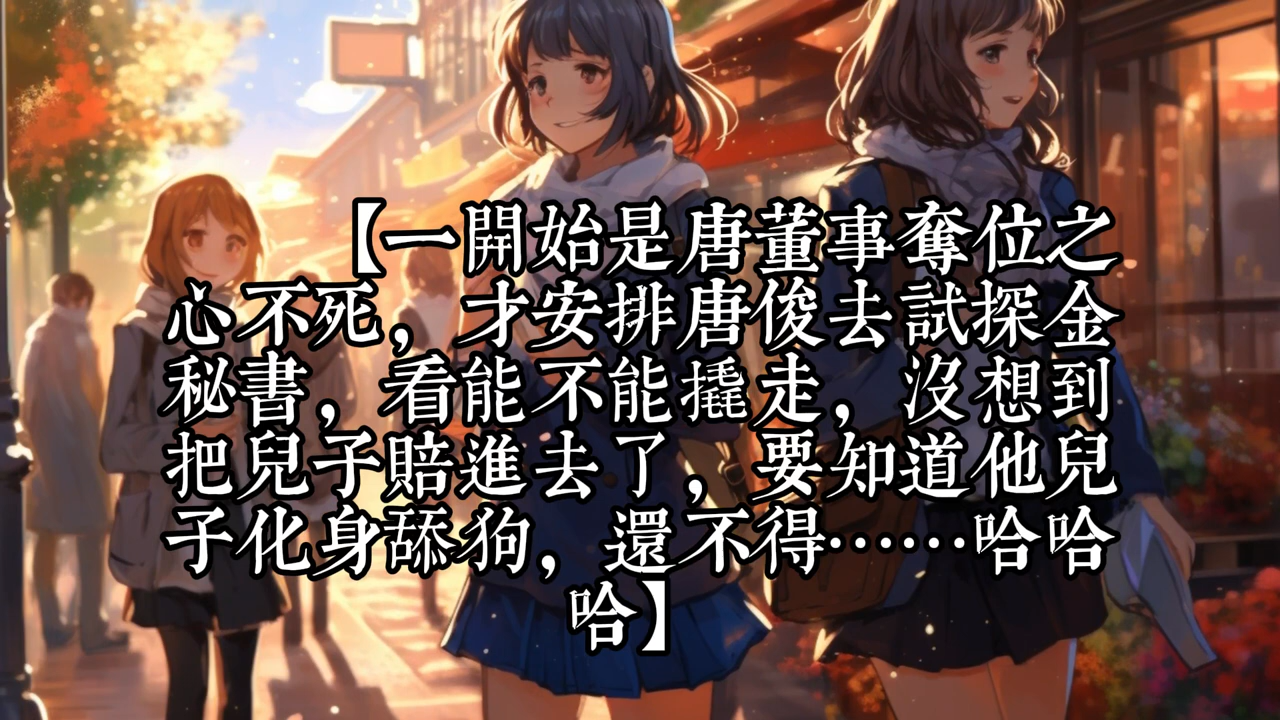 【一開始是唐董事奪位之
心不死，才安排唐俊去試探金
秘書，看能不能撬走，沒想到
把兒子賠進去了，要知道他兒
子化身舔狗，還不得……哈哈
哈】